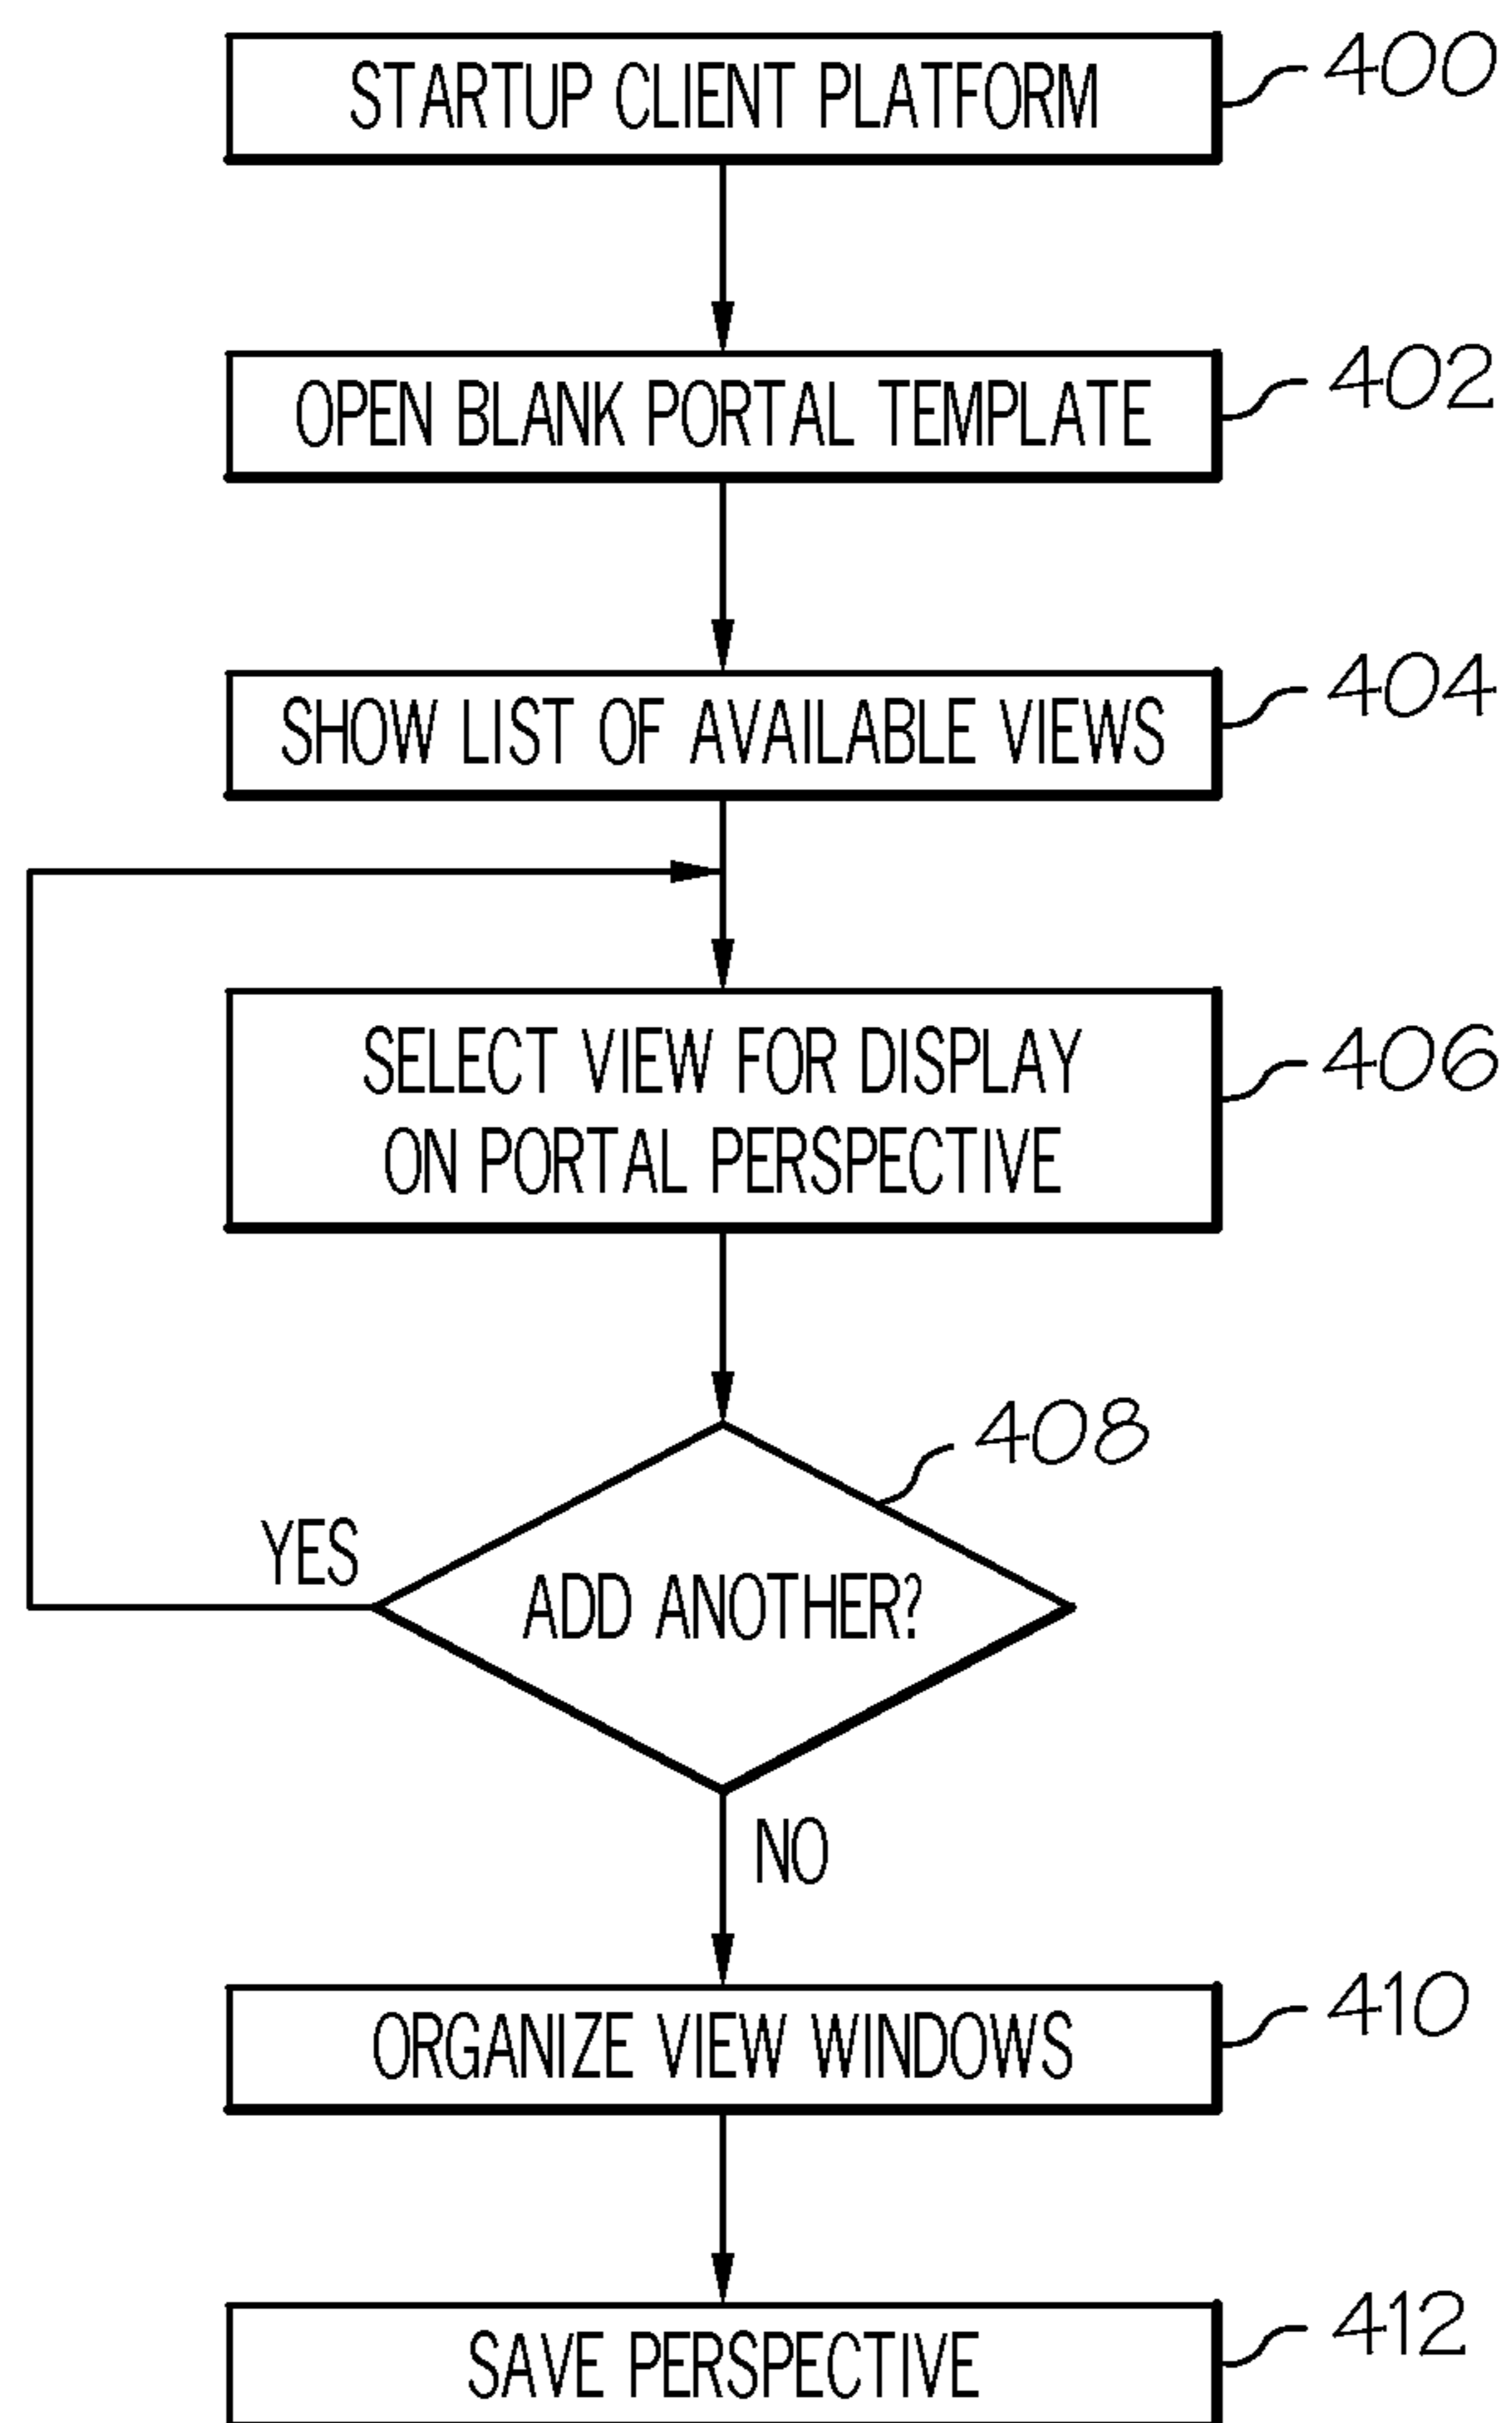 STARTUP CLIENT PLATFORM
400
OPEN BLANK PORTAL TEMPLATE
402
SHOW LIST OF AVAILABLE VIEWS
404
SELECT VIEW FOR DISPLAY
ON PORTAL PERSPECTIVE
406
408
YES
ADD ANOTHER?
NO
ORGANIZE VIEW WINDOWS
410
SAVE PERSPECTIVE
412